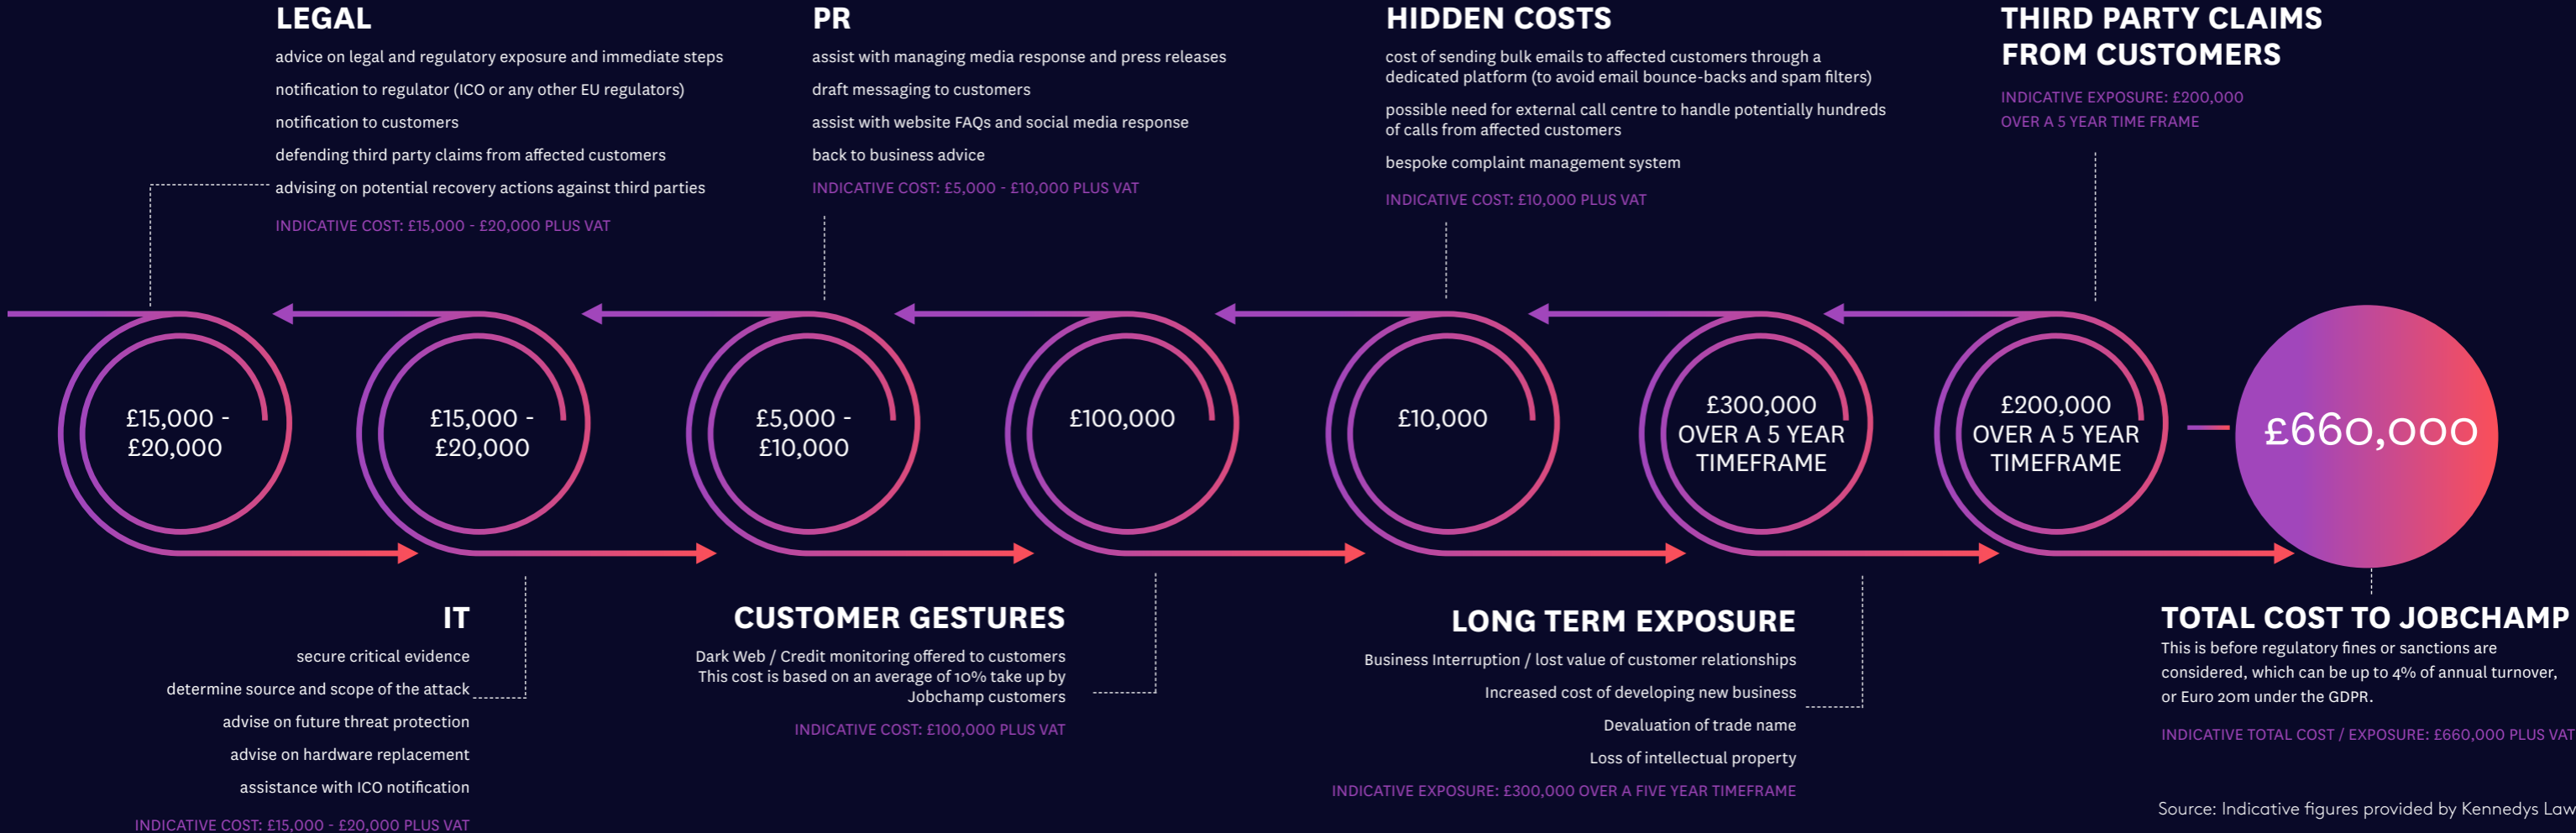 LEGAL
advice on legal and regulatory exposure and immediate steps
notification to regulator (ICO or any other EU regulators)
notification to customers
defending third party claims from affected customers
advising on potential recovery actions against third parties
INDICATIVE COST: £15,000 - £20,000 PLUS VAT
PR
assist with managing media response and press releases
draft messaging to customers
assist with website FAQs and social media response
back to business advice
INDICATIVE COST: £5,000 - £10,000 PLUS VAT
HIDDEN COSTS
cost of sending bulk emails to affected customers through a
dedicated platform (to avoid email bounce-backs and spam filters)
possible need for external call centre to handle potentially hundreds
of calls from affected customers
bespoke complaint management system
INDICATIVE COST: £10,000 PLUS VAT
THIRD PARTY CLAIMS
FROM CUSTOMERS
INDICATIVE EXPOSURE: £200,000
OVER A 5 YEAR TIME FRAME
£15,000 -
£20,000
£15,000 -
£20,000
£5,000 -
£10,000
£100,000
£10,000
£300,000
OVER A 5 YEAR
TIMEFRAME
£200,000
OVER A 5 YEAR
TIMEFRAME
£660,000
IT
secure critical evidence
determine source and scope of the attack
advise on future threat protection
advise on hardware replacement
assistance with ICO notification
INDICATIVE COST: £15,000 - £20,000 PLUS VAT
CUSTOMER GESTURES
Dark Web / Credit monitoring offered to customers
This cost is based on an average of 10% take up by
Jobchamp customers
INDICATIVE COST: £100,000 PLUS VAT
LONG TERM EXPOSURE
Business Interruption / lost value of customer relationships
Increased cost of developing new business
Devaluation of trade name
Loss of intellectual property
INDICATIVE EXPOSURE: £300,000 OVER A FIVE YEAR TIMEFRAME
TOTAL COST TO JOBCHAMP
This is before regulatory fines or sanctions are
considered, which can be up to 4% of annual turnover,
or Euro 20m under the GDPR.
INDICATIVE TOTAL COST / EXPOSURE: £660,000 PLUS VAT
Source: Indicative figures provided by Kennedys Law